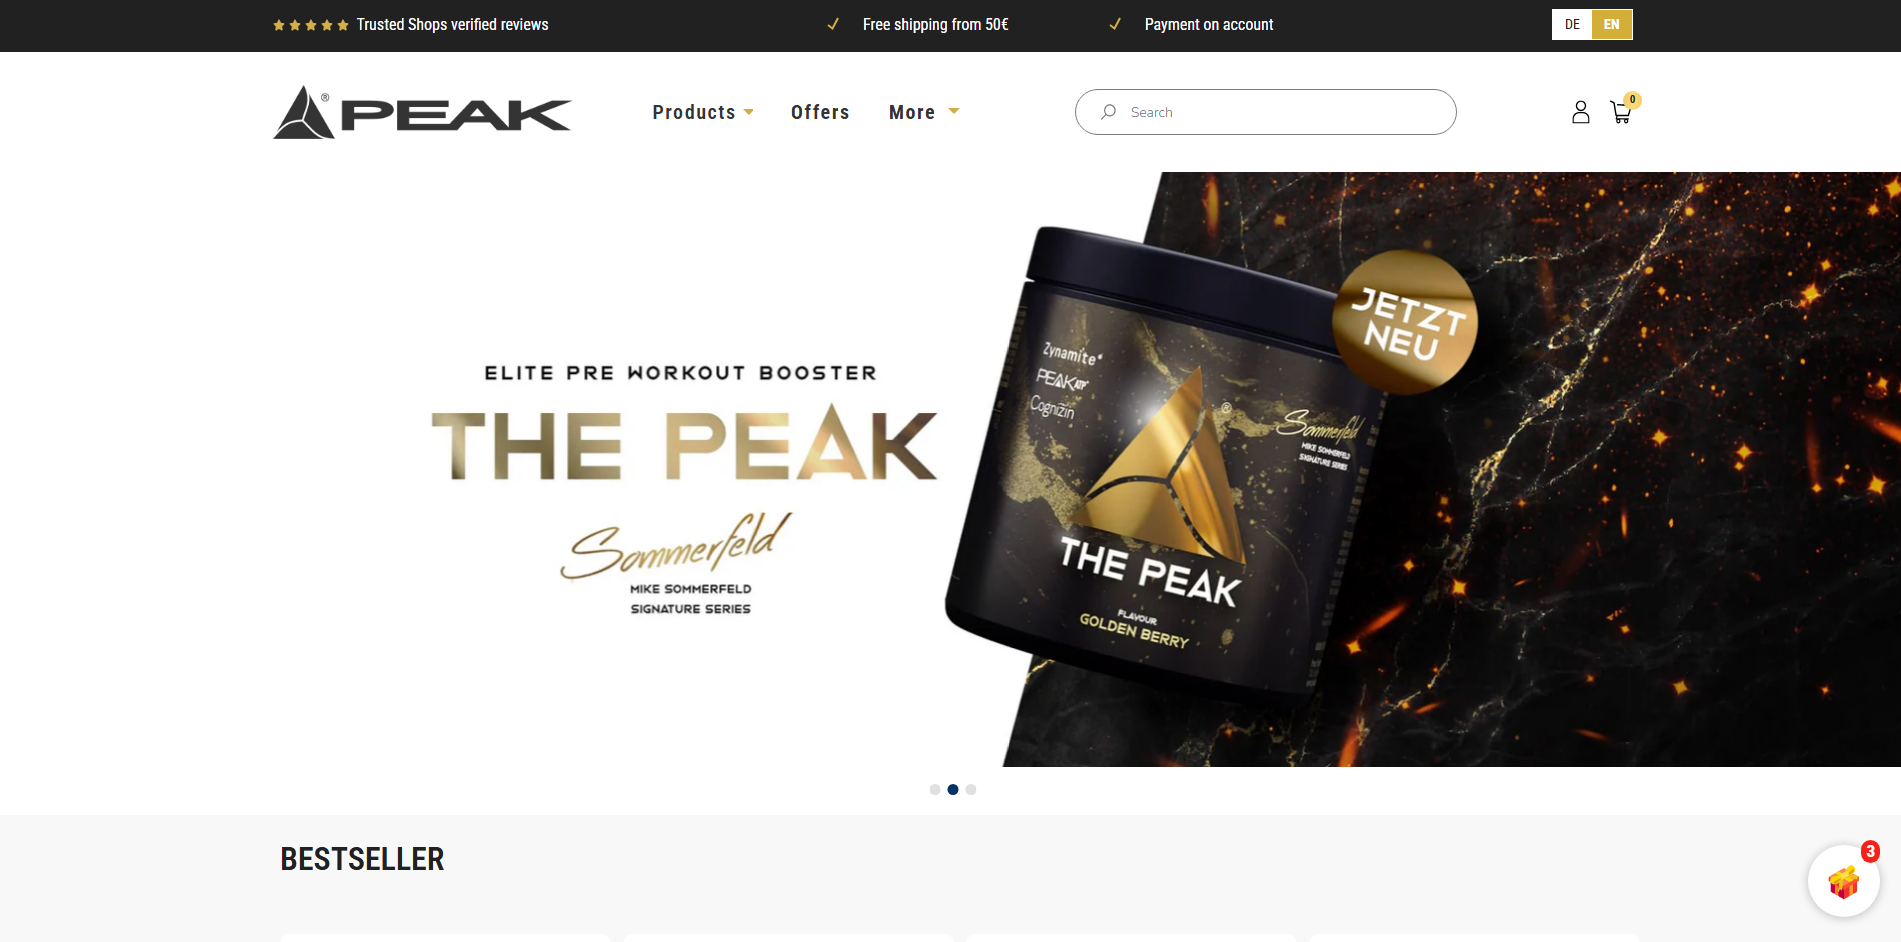 Trusted Shops verified reviews
Free shipping from 50€
Payment on account
DE
EN
PEAK
®
Products
Offers
More
Search
0
ELITE PRE WORKOUT BOOSTER
THE PEAK
Sommerfeld
MIKE SOMMERFELD
SIGNATURE SERIES
JETZT
NEU
Zynamite®
PEAK ATP®
Cognizin
®
Sommerfeld
MIKE SOMMERFELD
SIGNATURE SERIES
THE PEAK
FLAVOUR
GOLDEN BERRY
BESTSELLER
3